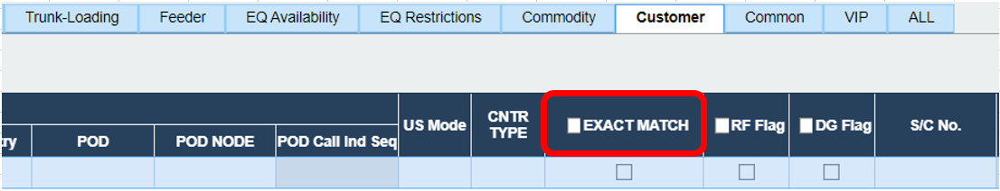 Trunk-Loading Feeder EQ Availability EQ Restrictions Commodity Customer Common VIP ALL
try POD POD NODE POD Call Ind Seq US Mode CNTR TYPE EXACT MATCH RF Flag DG Flag S/C No.